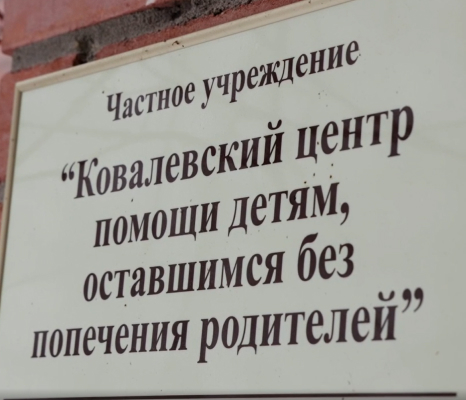 Частное учреждение
“Ковалевский центр
помощи детям,
оставшимся без
попечения родителей”